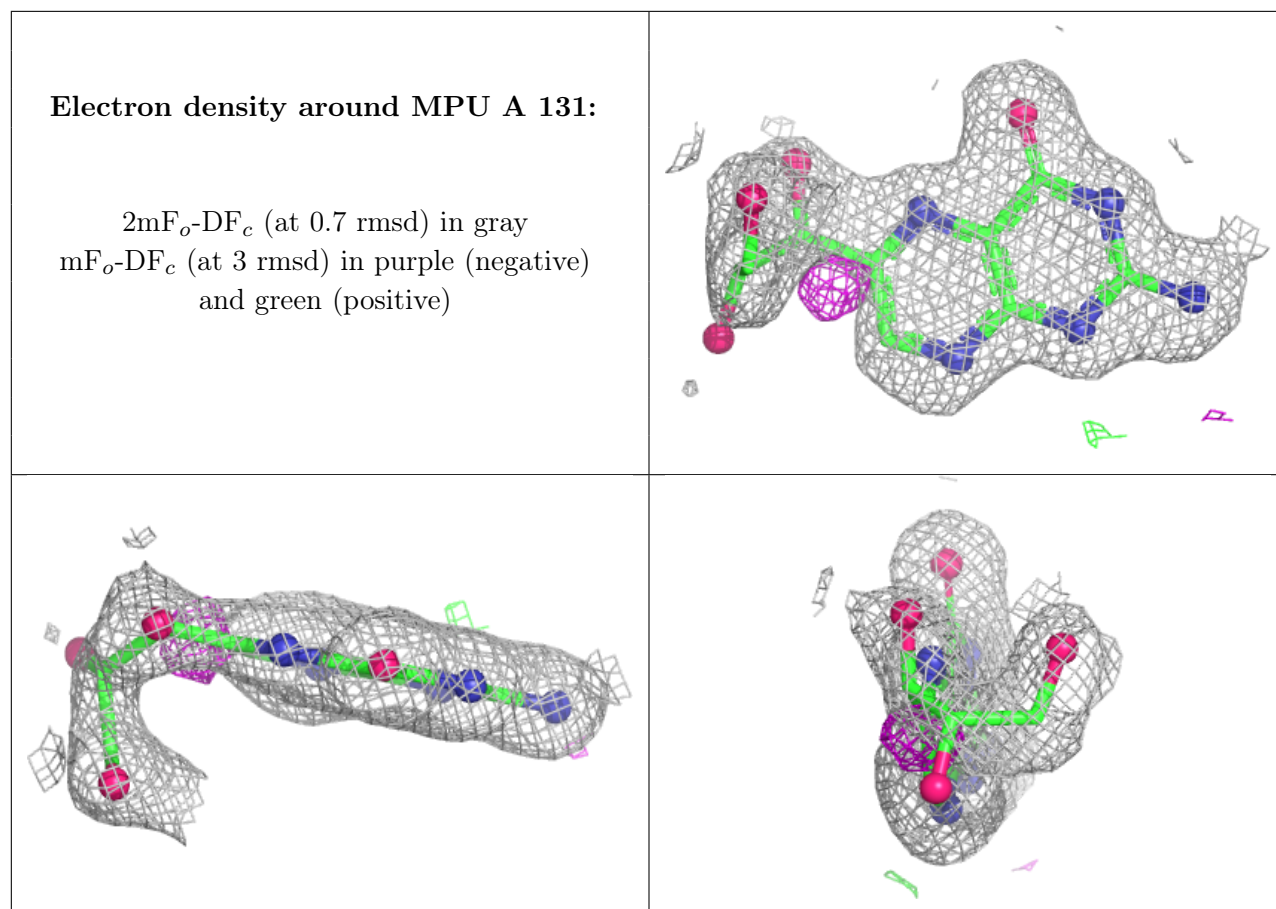 Electron density around MPU A 131:
2mFₒ-DF𝒸 (at 0.7 rmsd) in gray
mFₒ-DF𝒸 (at 3 rmsd) in purple (negative)
and green (positive)